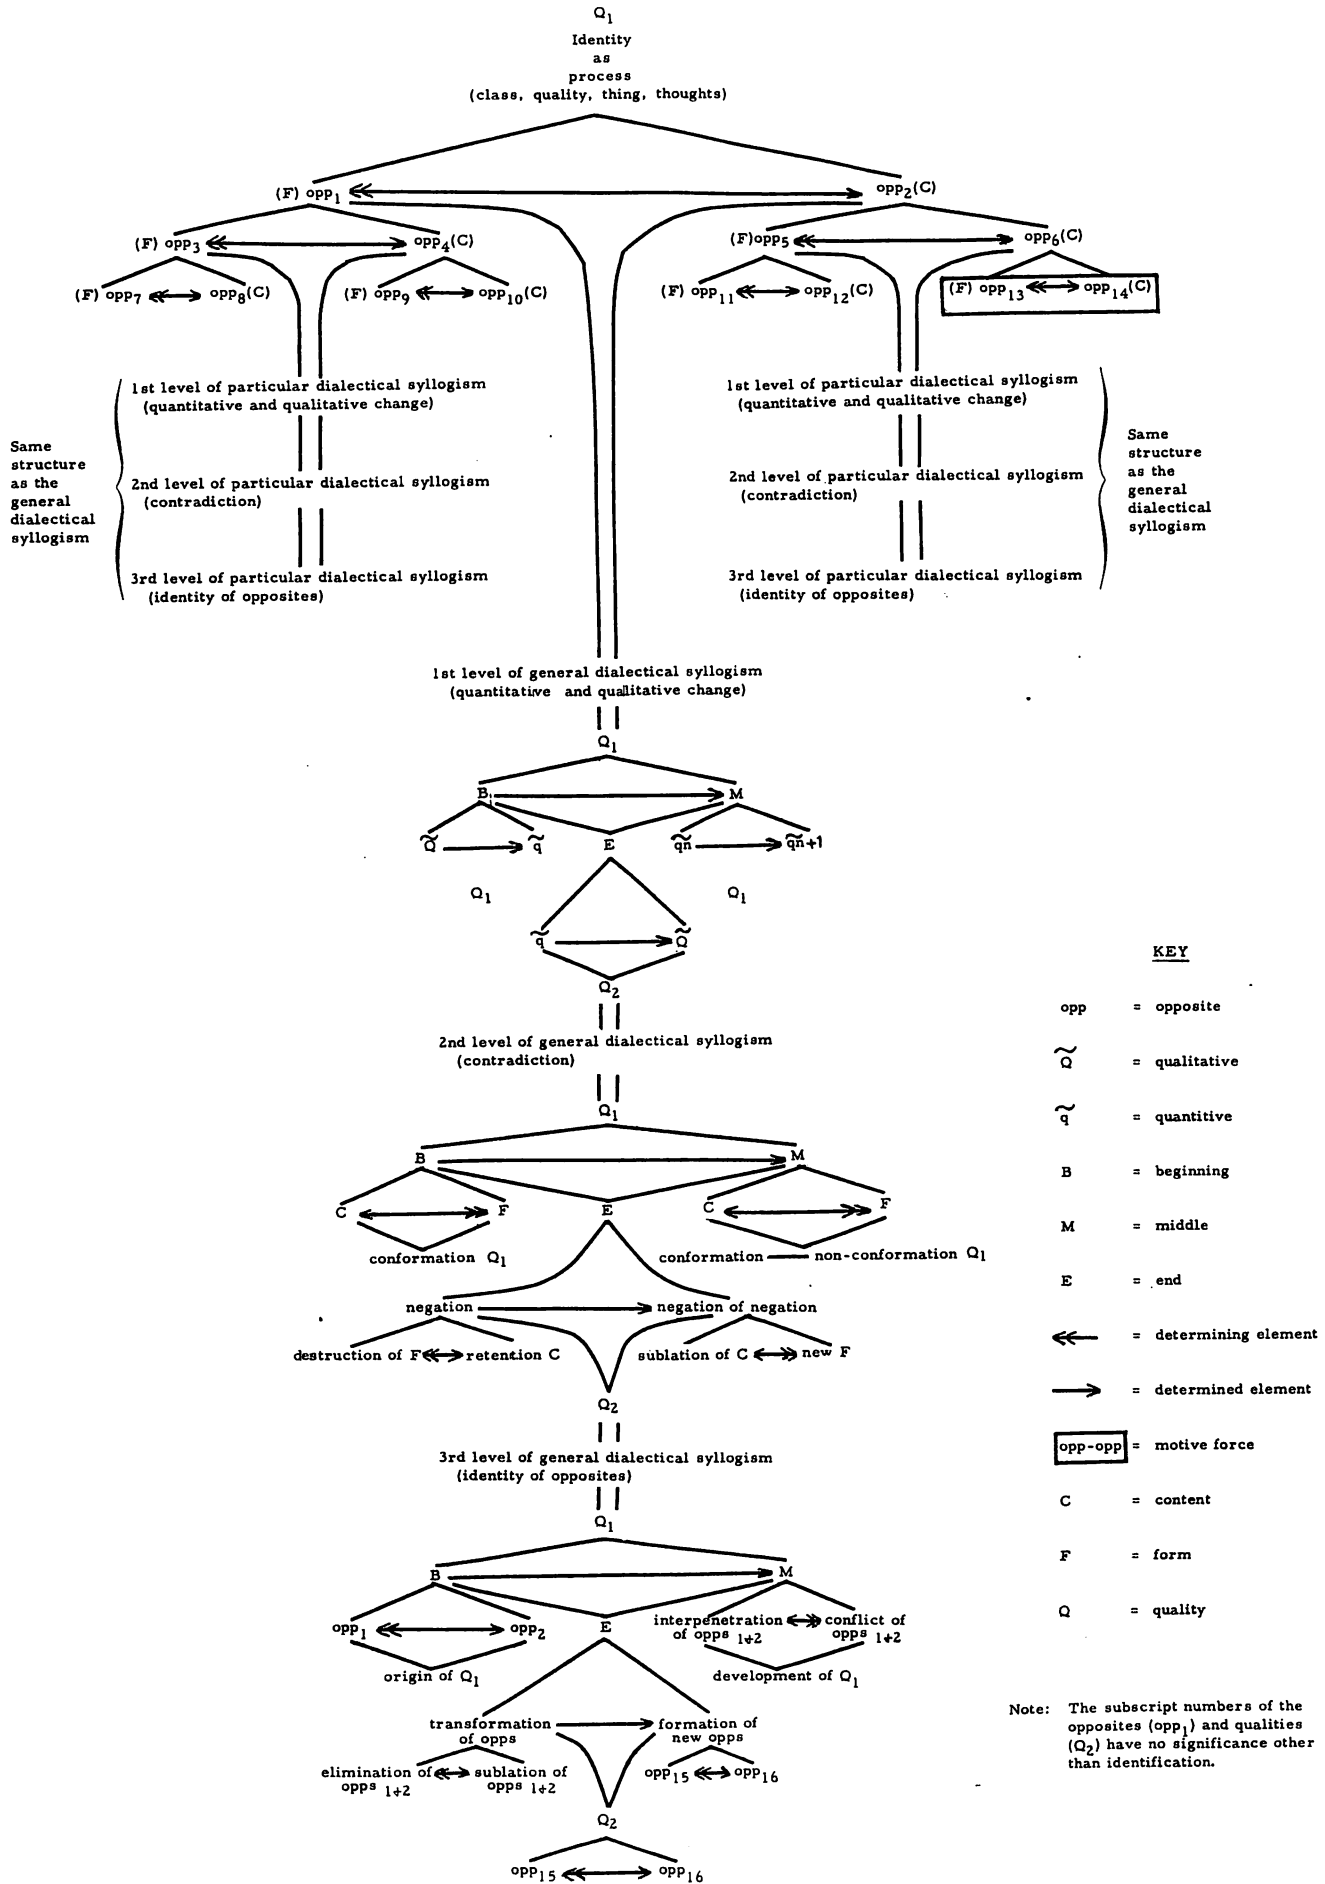 Q1
Identity
as
process
(class, quality, thing, thoughts)
(F) opp1
opp2(C)
(F) opp3
opp4(C)
(F)opp5
opp6(C)
(F) opp7
opp8(C)
(F) opp9
opp10(C)
(F) opp11
opp12(C)
(F) opp13
opp14(C)
Same
structure
as the
general
dialectical
syllogism
1st level of particular dialectical syllogism
(quantitative and qualitative change)
2nd level of particular dialectical syllogism
(contradiction)
3rd level of particular dialectical syllogism
(identity of opposites)
1st level of particular dialectical syllogism
(quantitative and qualitative change)
2nd level of particular dialectical syllogism
(contradiction)
3rd level of particular dialectical syllogism
(identity of opposites)
Same
structure
as the
general
dialectical
syllogism
1st level of general dialectical syllogism
(quantitative and qualitative change)
Q1
B
M
Q̃
q̃
E
q̃n
q̃n+1
Q1
Q1
q̃
Q̃
Q2
2nd level of general dialectical syllogism
(contradiction)
Q1
B
M
C
F
E
C
F
conformation Q1
conformation — non-conformation Q1
negation
negation of negation
destruction of F
retention C
sublation of C
new F
Q2
3rd level of general dialectical syllogism
(identity of opposites)
Q1
B
M
opp1
opp2
E
interpenetration
of opps 1+2
conflict of
opps 1+2
origin of Q1
development of Q1
transformation
of opps
formation of
new opps
elimination of
opps 1+2
sublation of
opps 1+2
opp15
opp16
Q2
opp15
opp16
KEY
opp = opposite
Q̃ = qualitative
q̃ = quantitive
B = beginning
M = middle
E = end
= determining element
= determined element
opp-opp = motive force
C = content
F = form
Q = quality
Note: The subscript numbers of the
opposites (opp1) and qualities
(Q2) have no significance other
than identification.